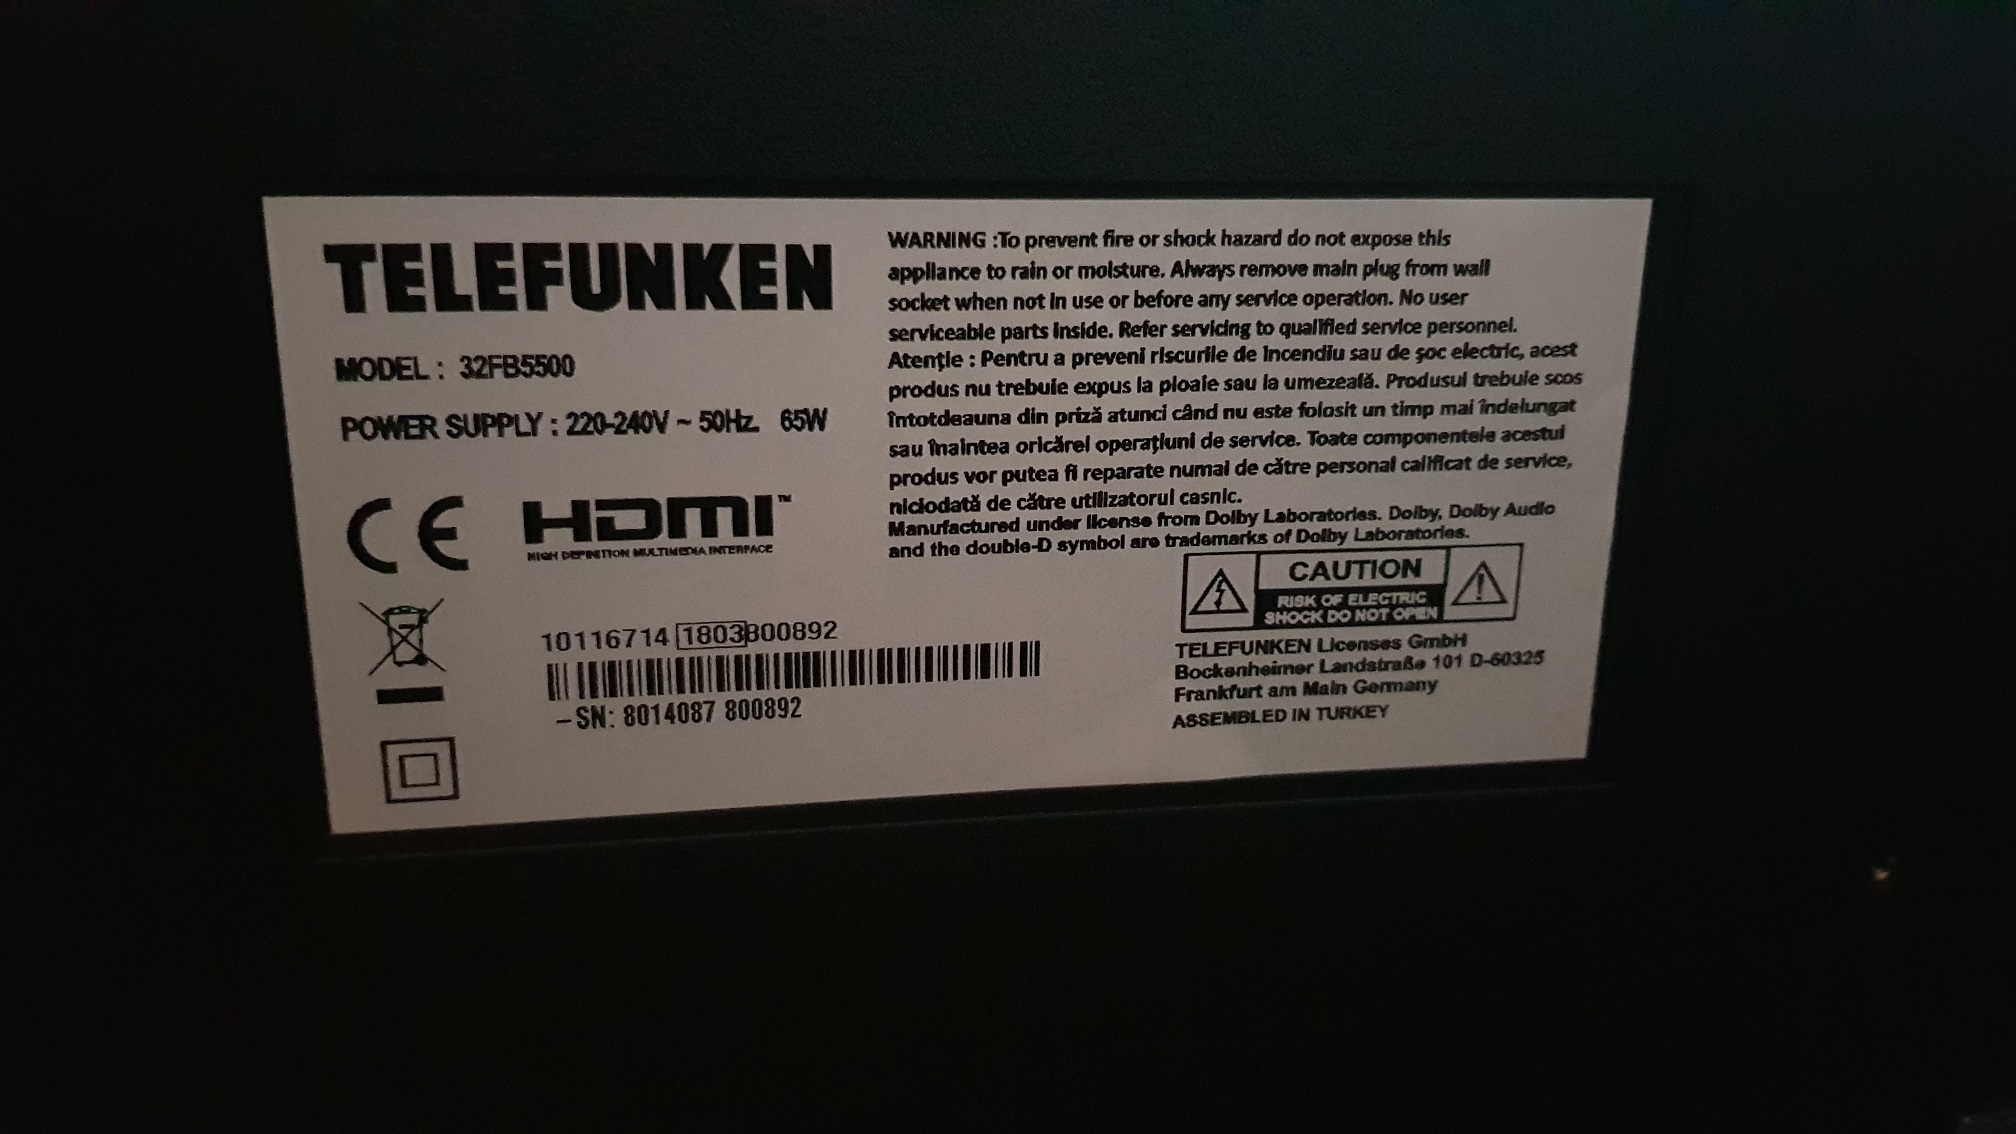 TELEFUNKEN
MODEL : 32FB5500
POWER SUPPLY : 220-240V ~ 50Hz 65W
CE
HDMI™
HIGH DEFINITION MULTIMEDIA INTERFACE
10116714 1803 800892
–SN: 8014087 800892
WARNING :To prevent fire or shock hazard do not expose this
appliance to rain or moisture. Always remove main plug from wall
socket when not in use or before any service operation. No user
serviceable parts inside. Refer servicing to qualified service personnel.
Atenţie : Pentru a preveni riscurile de incendiu sau de şoc electric, acest
produs nu trebuie expus la ploaie sau la umezeală. Produsul trebuie scos
întotdeauna din priză atunci când nu este folosit un timp mai îndelungat
sau înaintea oricărei operaţiuni de service. Toate componentele acestui
produs vor putea fi reparate numai de către personal calificat de service,
niciodată de către utilizatorul casnic.
Manufactured under license from Dolby Laboratories. Dolby, Dolby Audio
and the double-D symbol are trademarks of Dolby Laboratories.
CAUTION
RISK OF ELECTRIC
SHOCK DO NOT OPEN
TELEFUNKEN Licenses GmbH
Bockenheimer Landstraße 101 D-60325
Frankfurt am Main Germany
ASSEMBLED IN TURKEY